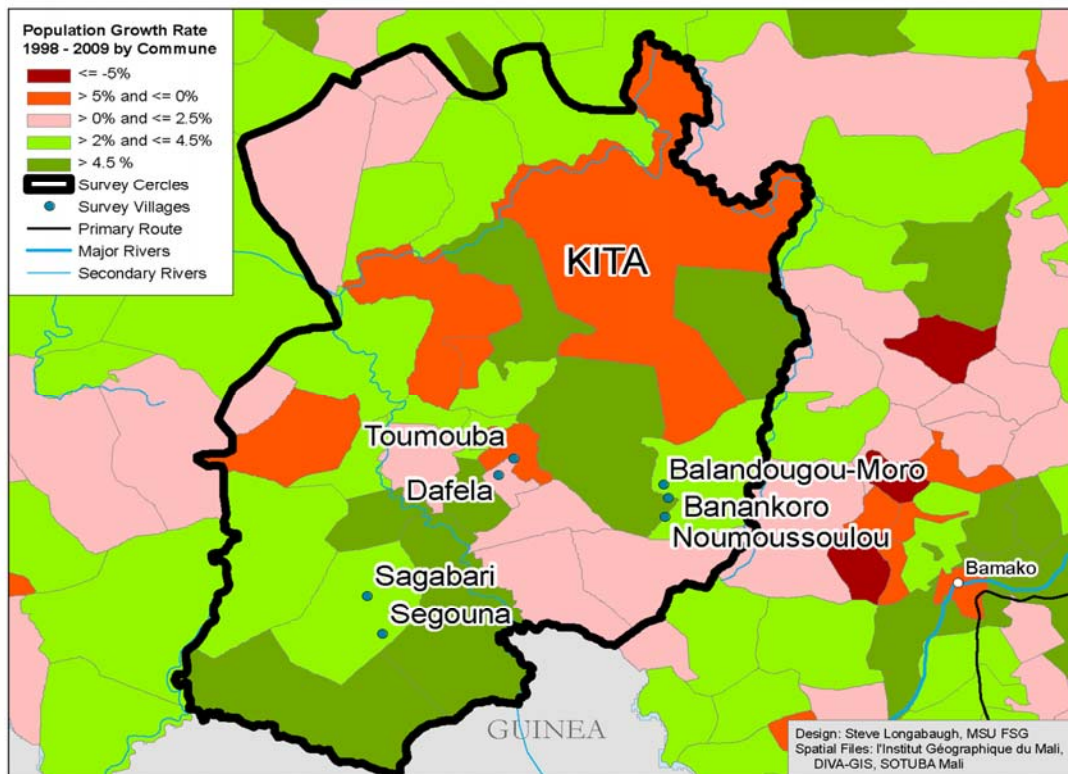 Population Growth Rate
1998 - 2009 by Commune
<= -5%
> 5% and <= 0%
> 0% and <= 2.5%
> 2% and <= 4.5%
> 4.5 %
Survey Cercles
Survey Villages
Primary Route
Major Rivers
Secondary Rivers
KITA
Toumouba
Dafela
Balandougou-Moro
Banankoro
Noumoussoulou
Sagabari
Segouna
Bamako
GUINEA
Design: Steve Longabaugh, MSU FSG
Spatial Files: l'Institut Géographique du Mali,
DIVA-GIS, SOTUBA Mali